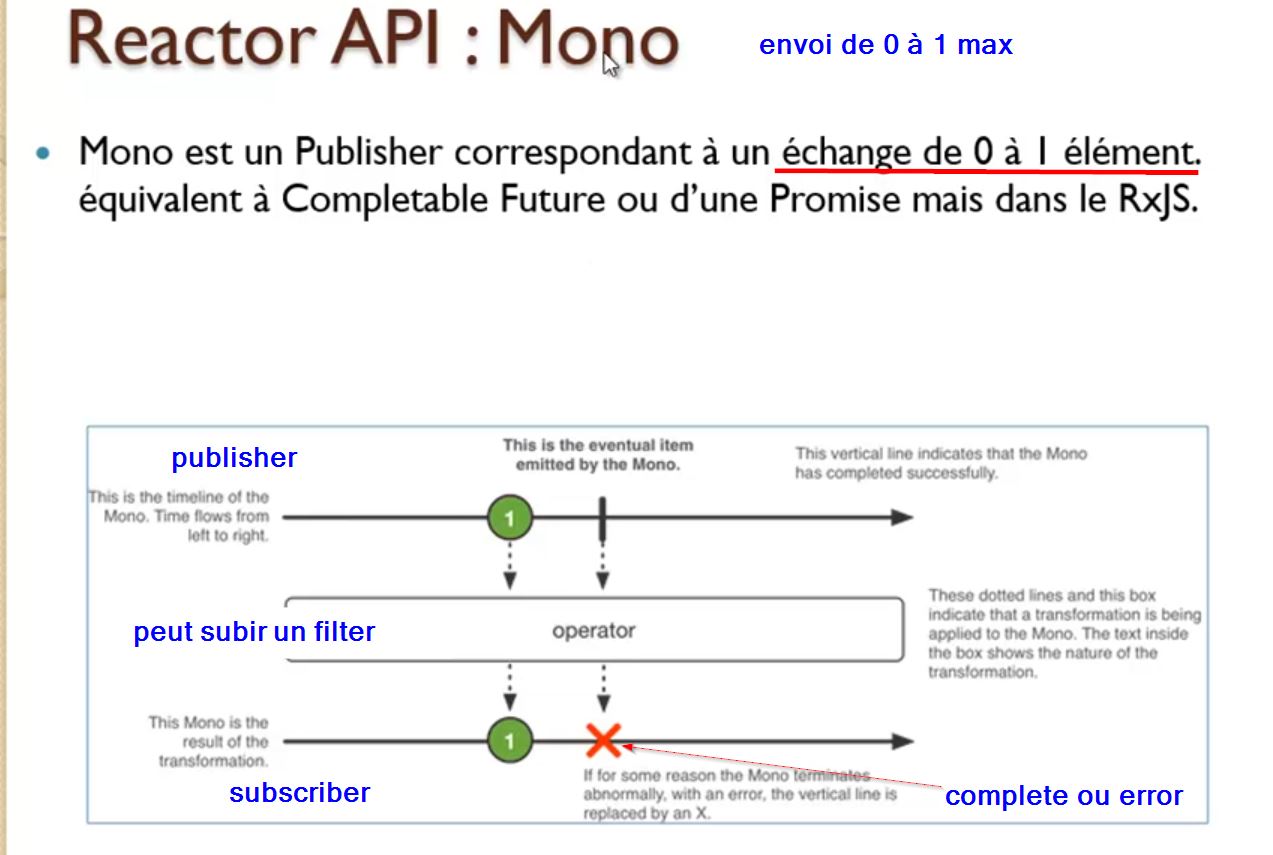 Reactor API : Mono
envoi de 0 à 1 max
• Mono est un Publisher correspondant à un échange de 0 à 1 élément.
équivalent à Completable Future ou d'une Promise mais dans le RxJS.
publisher
This is the eventual item
emitted by the Mono.
This vertical line indicates that the Mono
has completed successfully.
This is the timeline of the
Mono. Time flows from
left to right.
1
peut subir un filter
operator
These dotted lines and this box
indicate that a transformation is being
applied to the Mono. The text inside
the box shows the nature of the
transformation.
This Mono is the
result of the
transformation.
1
subscriber
If for some reason the Mono terminates
abnormally, with an error, the vertical line is
replaced by an X.
complete ou error